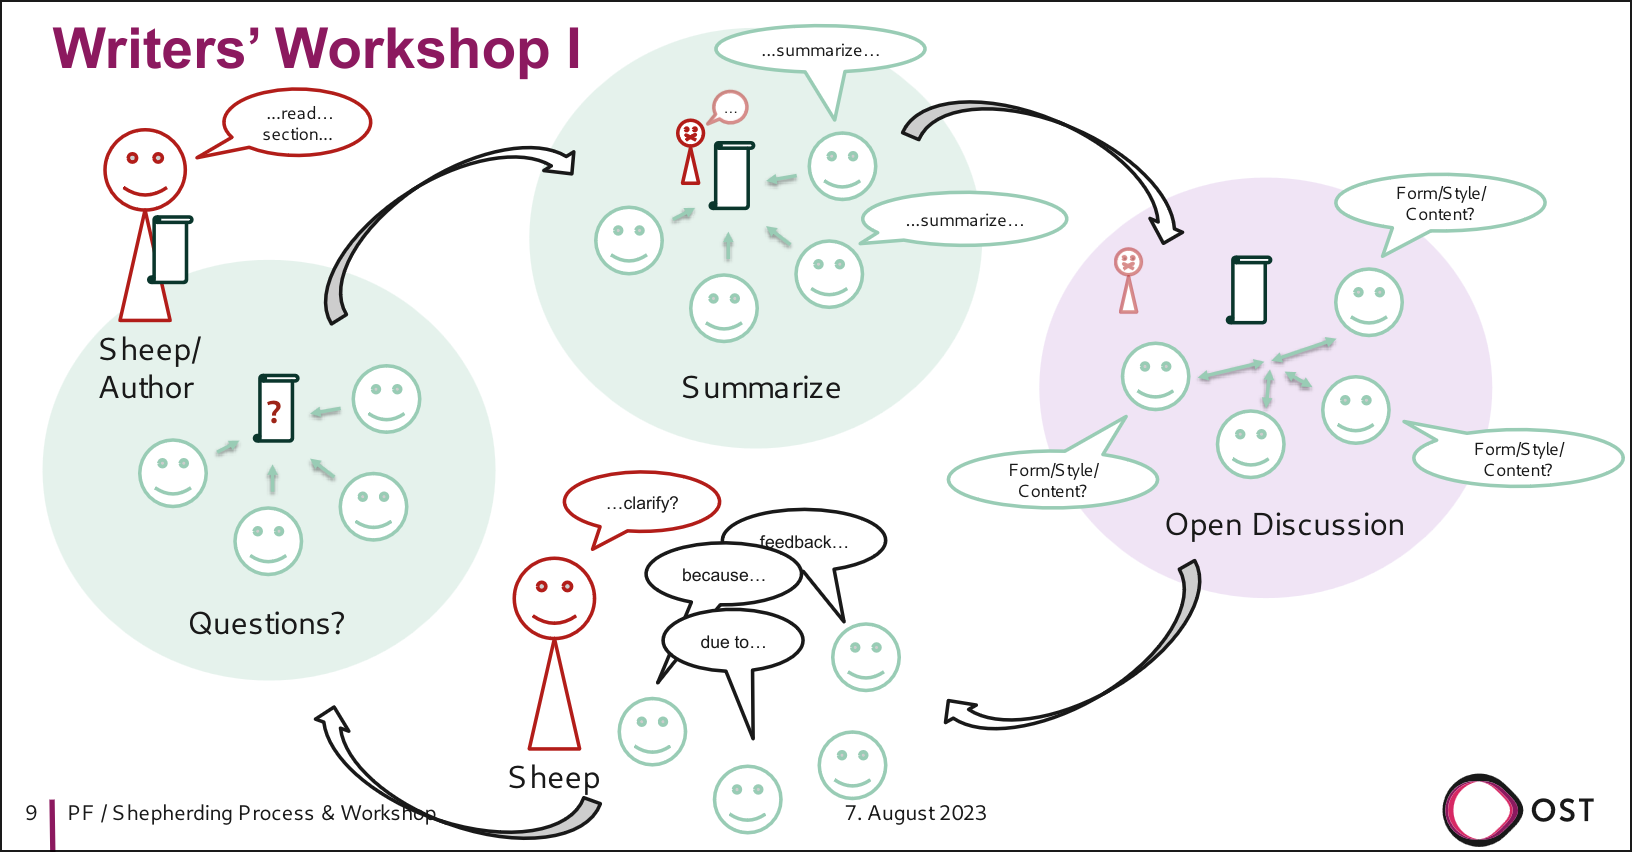 Writers’ Workshop I
...read…
section...
Sheep/
Author
?
Questions?
...summarize…
…
...summarize…
Summarize
Form/Style/
Content?
Form/Style/
Content?
Form/Style/
Content?
Open Discussion
…clarify?
feedback…
because…
due to…
Sheep
9
PF / Shepherding Process & Workshop
7. August 2023
OST